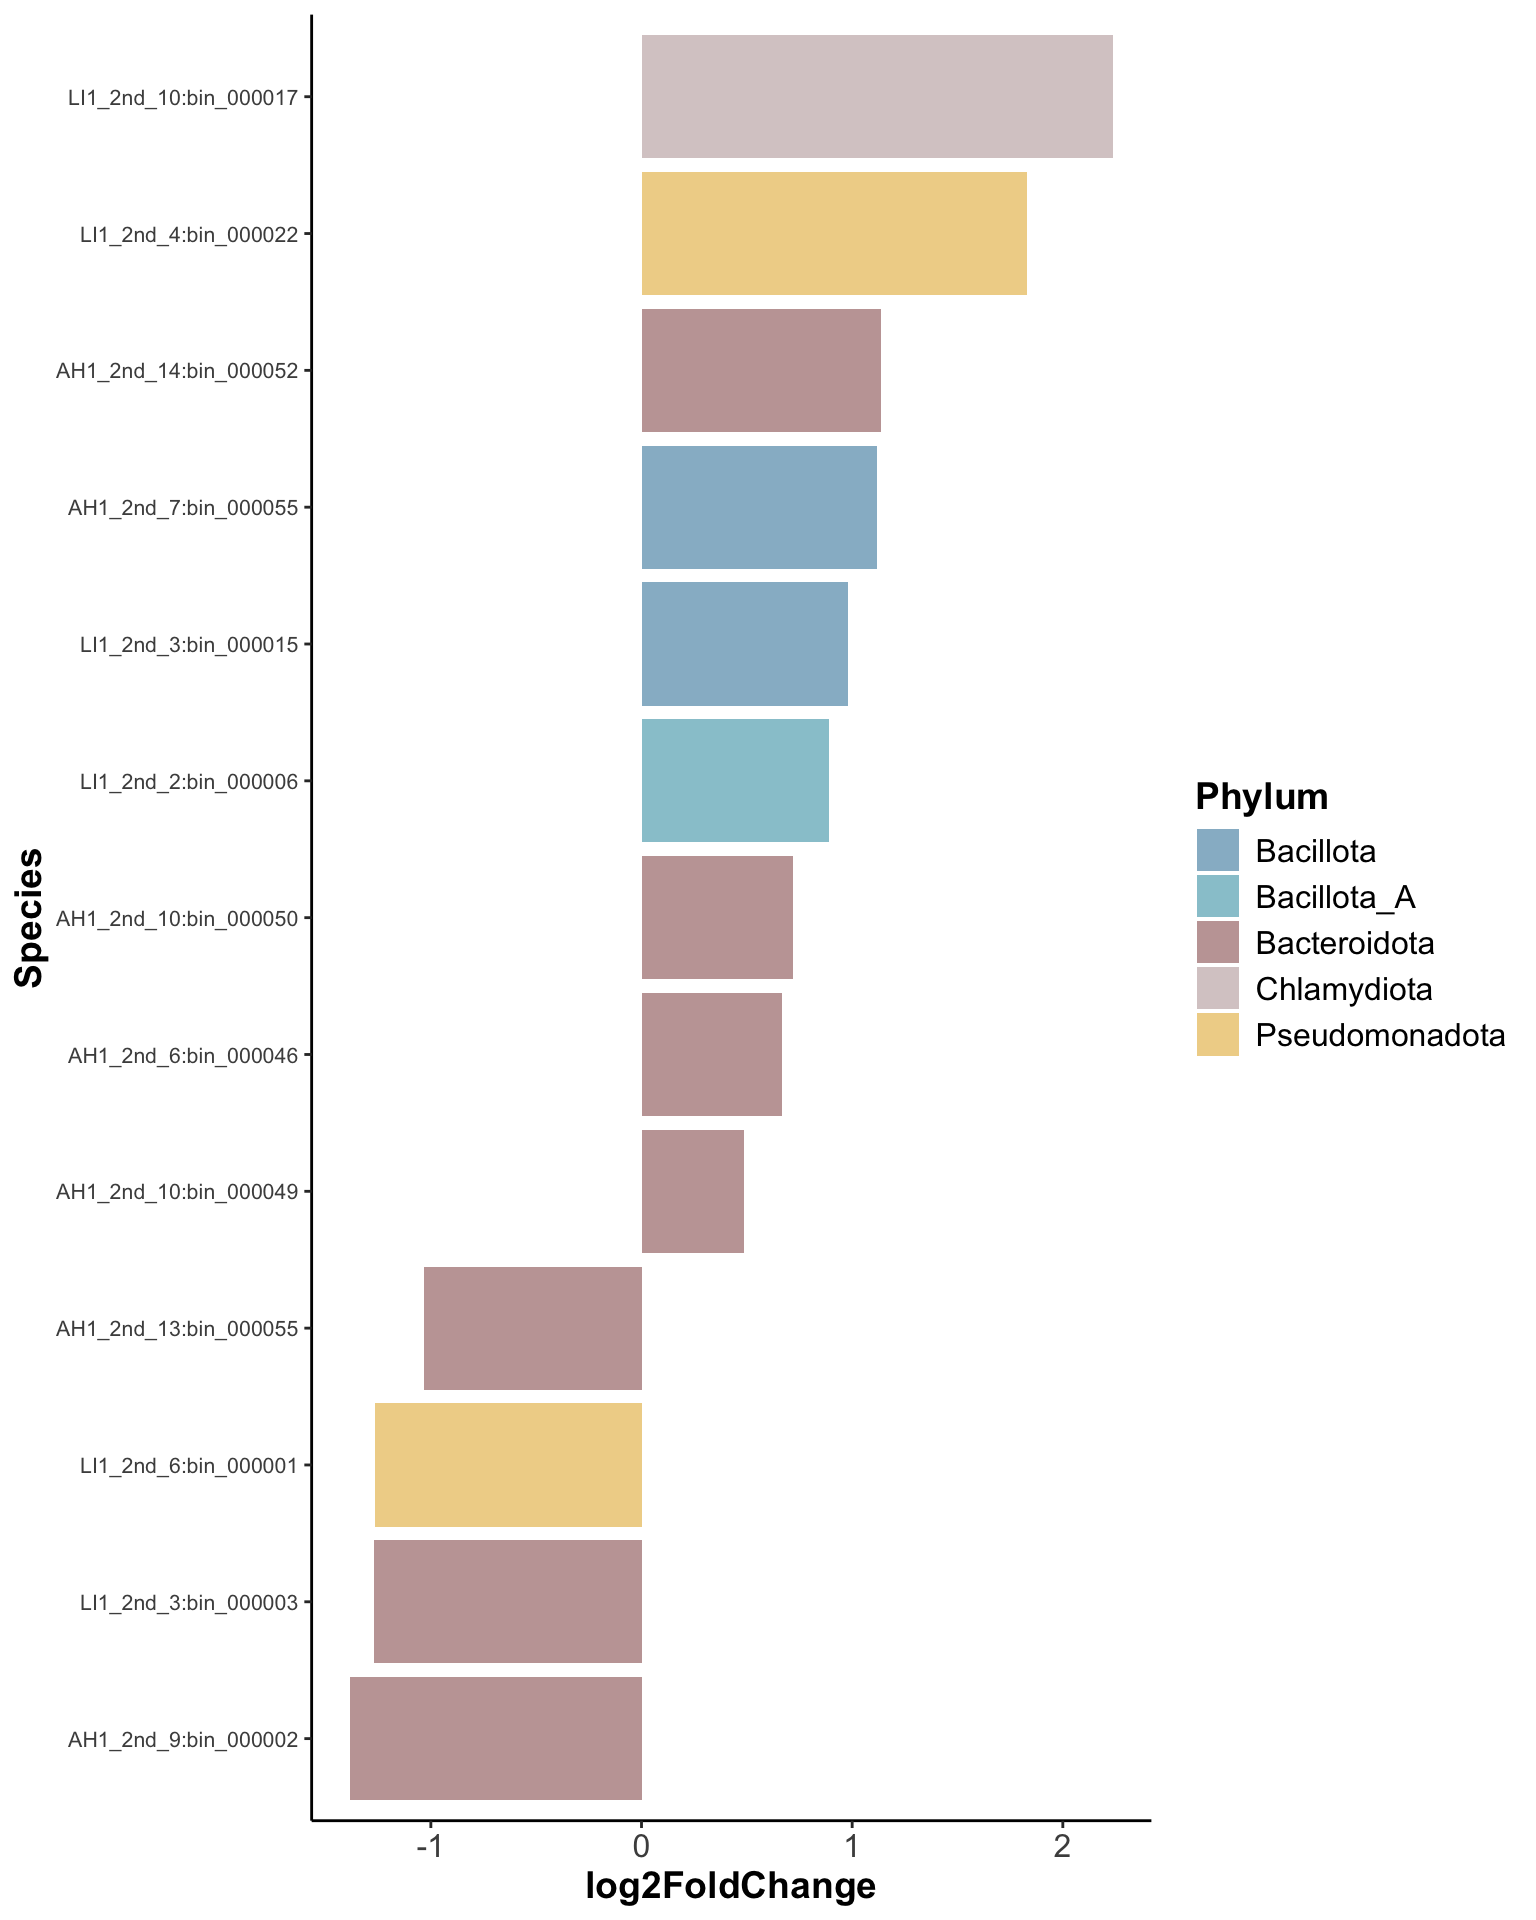 LI1_2nd_10:bin_000017
LI1_2nd_4:bin_000022
AH1_2nd_14:bin_000052
AH1_2nd_7:bin_000055
LI1_2nd_3:bin_000015
LI1_2nd_2:bin_000006
AH1_2nd_10:bin_000050
AH1_2nd_6:bin_000046
AH1_2nd_10:bin_000049
AH1_2nd_13:bin_000055
LI1_2nd_6:bin_000001
LI1_2nd_3:bin_000003
AH1_2nd_9:bin_000002
Species
-1 0 1 2
log2FoldChange
Phylum
Bacillota
Bacillota_A
Bacteroidota
Chlamydiota
Pseudomonadota